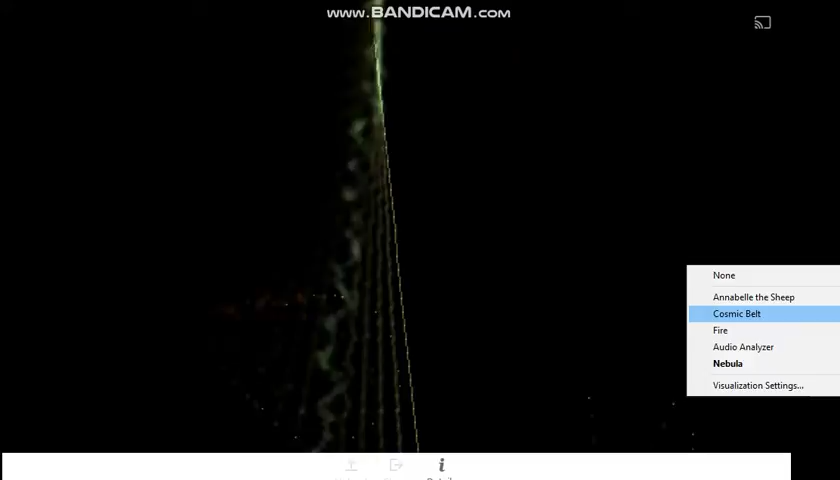 www.BANDICAM.com
None
Annabelle the Sheep
Cosmic Belt
Fire
Audio Analyzer
Nebula
Visualization Settings...